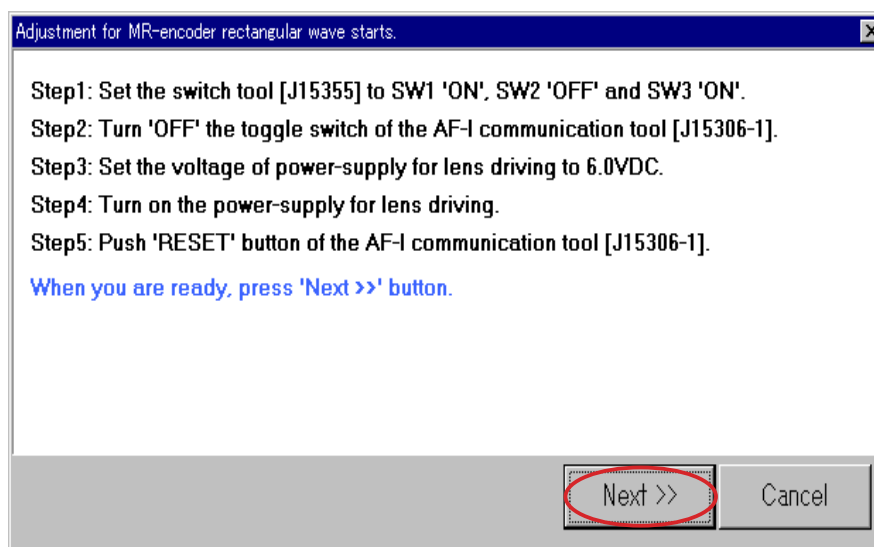 Adjustment for MR-encoder rectangular wave starts.
Step1: Set the switch tool [J15355] to SW1 'ON', SW2 'OFF' and SW3 'ON'.
Step2: Turn 'OFF' the toggle switch of the AF-I communication tool [J15306-1].
Step3: Set the voltage of power-supply for lens driving to 6.0VDC.
Step4: Turn on the power-supply for lens driving.
Step5: Push 'RESET' button of the AF-I communication tool [J15306-1].
When you are ready, press 'Next >>' button.
Next >> Cancel